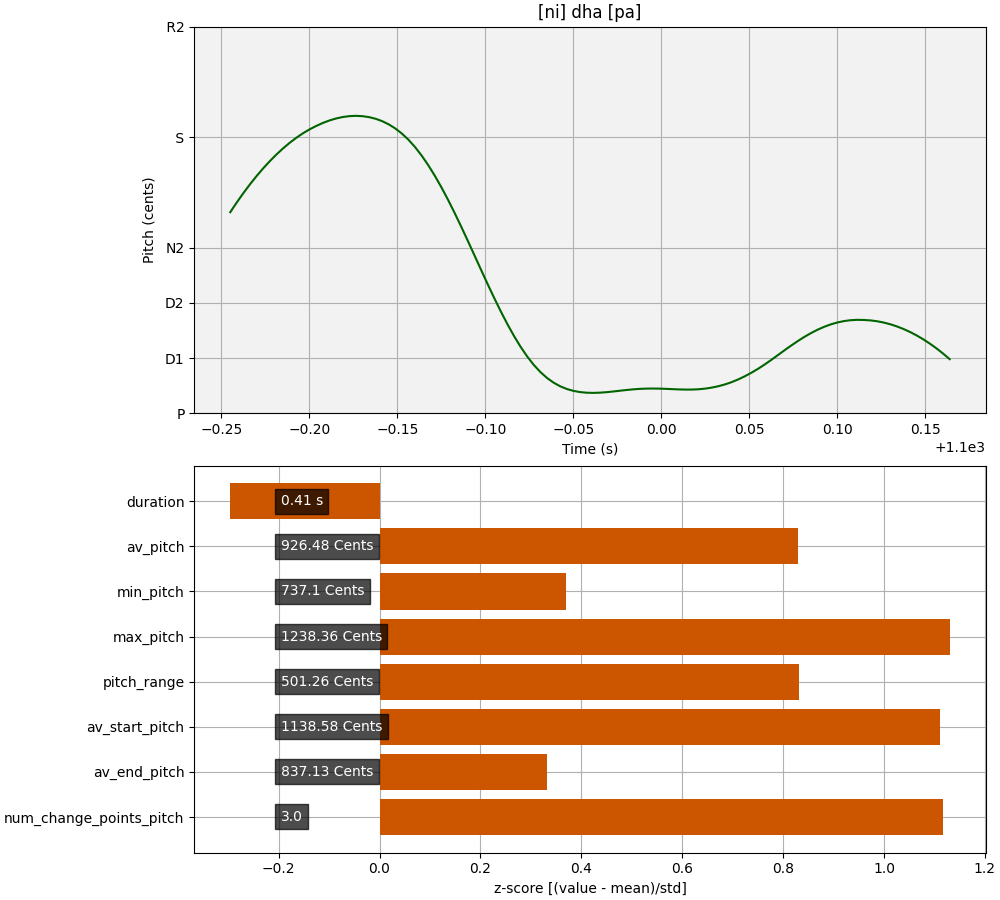 [ni] dha [pa]
R2
S
N2
D2
D1
P
Pitch (cents)
−0.25 −0.20 −0.15 −0.10 −0.05 0.00 0.05 0.10 0.15
+1.1e3
Time (s)
duration 0.41 s
av_pitch 926.48 Cents
min_pitch 737.1 Cents
max_pitch 1238.36 Cents
pitch_range 501.26 Cents
av_start_pitch 1138.58 Cents
av_end_pitch 837.13 Cents
num_change_points_pitch 3.0
−0.2 0.0 0.2 0.4 0.6 0.8 1.0 1.2
z-score [(value - mean)/std]